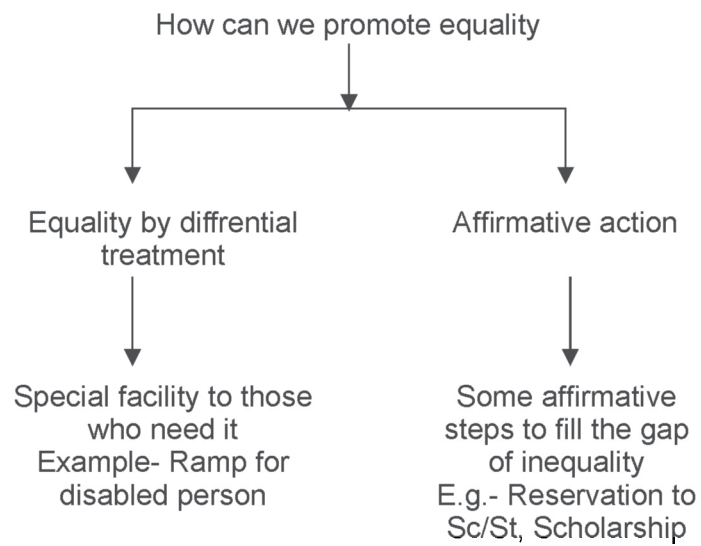 How can we promote equality
Equality by diffrential
treatment
Affirmative action
Special facility to those
who need it
Example- Ramp for
disabled person
Some affirmative
steps to fill the gap
of inequality
E.g.- Reservation to
Sc/St, Scholarship